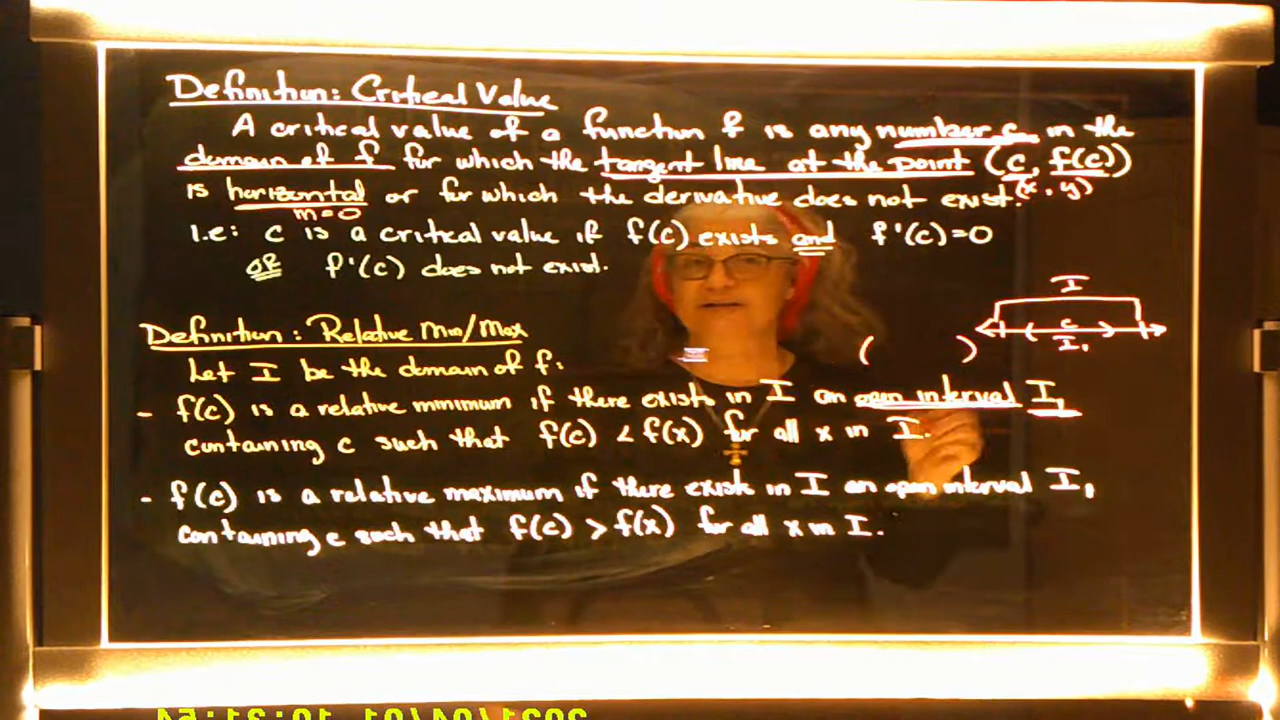 Definition: Critical Value
A critical value of a function f is any number c in the
domain of f for which the tangent line at the point (c, f(c))
is horizontal or for which the derivative does not exist.
(x, y)
m=0
i.e: c is a critical value if f(c) exists and f'(c)=0
or f'(c) does not exist.
I
c
I₁
Definition: Relative Min/Max
Let I be the domain of f:
( )
- f(c) is a relative minimum if there exists in I an open interval I₁
containing c such that f(c) < f(x) for all x in I.
- f(c) is a relative maximum if there exists in I an open interval I₁
containing c such that f(c) > f(x) for all x in I.